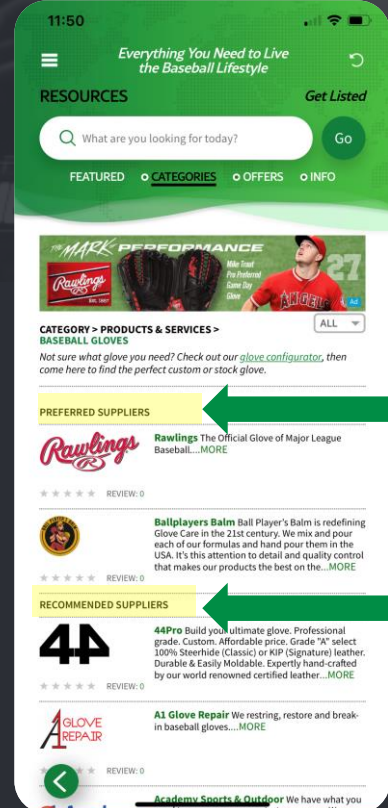 11:50
Everything You Need to Live
the Baseball Lifestyle
RESOURCES
Get Listed
What are you looking for today?
Go
FEATURED
CATEGORIES
OFFERS
INFO
THE MARK OF PERFORMANCE
Rawlings
EST. 1887
Mike Trout
Pro Preferred
Game Day
Glove
ANGELS
27
Ad
CATEGORY > PRODUCTS & SERVICES >
BASEBALL GLOVES
ALL
Not sure what glove you need? Check out our glove configurator, then
come here to find the perfect custom or stock glove.
PREFERRED SUPPLIERS
Rawlings
Rawlings The Official Glove of Major League
Baseball....MORE
REVIEW: 0
Ballplayers Balm Ball Player's Balm is redefining
Glove Care in the 21st century. We mix and pour
each of our formulas and hand pour them in the
USA. It's this attention to detail and quality control
that makes our products the best on the...MORE
REVIEW: 0
RECOMMENDED SUPPLIERS
44
44Pro Build your ultimate glove. Professional
grade. Custom. Affordable price. Grade "A" select
100% Steerhide (Classic) or KIP (Signature) leather.
Durable & Easily Moldable. Expertly hand-crafted
by our world renowned certified leather...MORE
REVIEW: 0
A1 GLOVE
REPAIR
A1 Glove Repair We restring, restore and break-
in baseball gloves....MORE
REVIEW: 0
Academy Sports & Outdoor We have what you